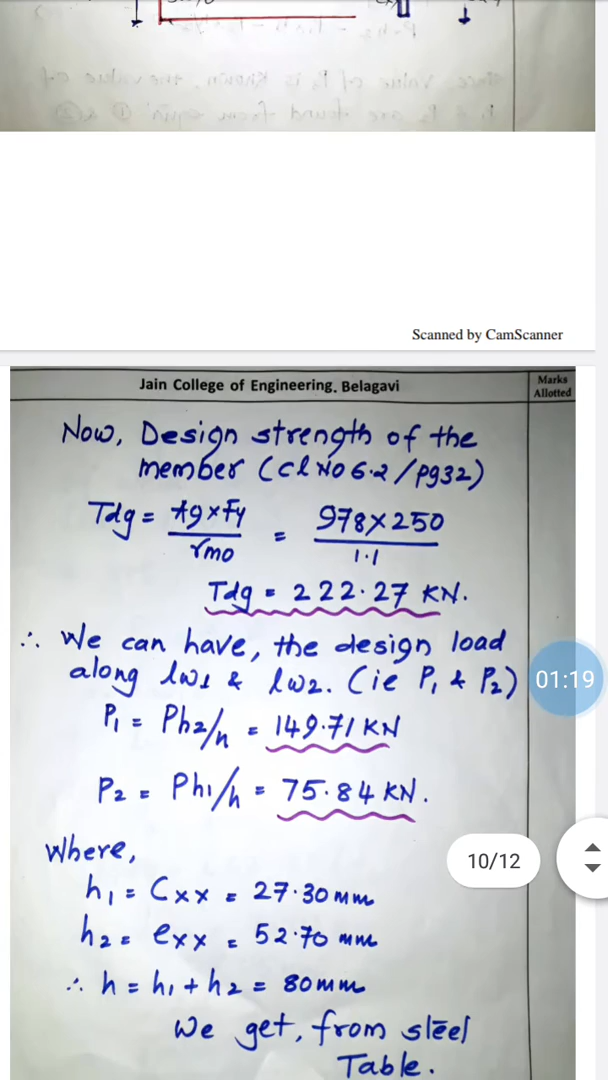 Scanned by CamScanner
Jain College of Engineering, Belagavi
Marks
Allotted
Now, Design strength of the
member (cl No 6.2/pg32)
Tdg = Ag×Fy/γmo = 978×250/1.1
Tdg = 222.27 KN.
∴ We can have, the design load
along lw1 & lw2. (ie P1 & P2)
01:19
P1 = Ph2/h = 149.71 KN
P2 = Ph1/h = 75.84 KN.
Where,
10/12
h1 = Cxx = 27.30 mm
h2 = exx = 52.70 mm
∴ h = h1 + h2 = 80mm
We get, from steel
Table.